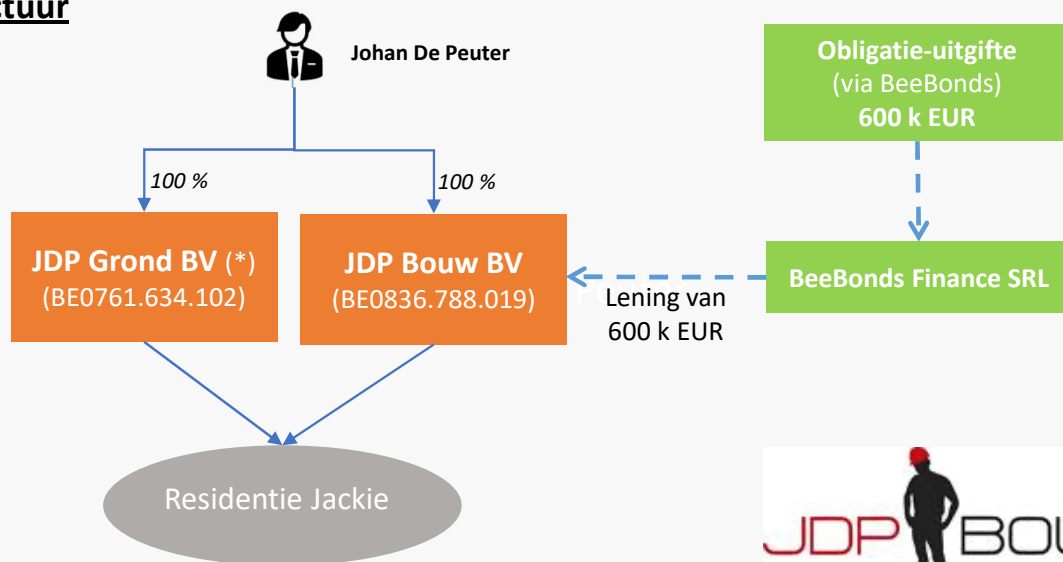 ctuur
Johan De Peuter
Obligatie-uitgifte
(via BeeBonds)
600 k EUR
100 %
100 %
JDP Grond BV (*)
(BE0761.634.102)
JDP Bouw BV
(BE0836.788.019)
BeeBonds Finance SRL
Lening van
600 k EUR
Residentie Jackie
JDP BOU